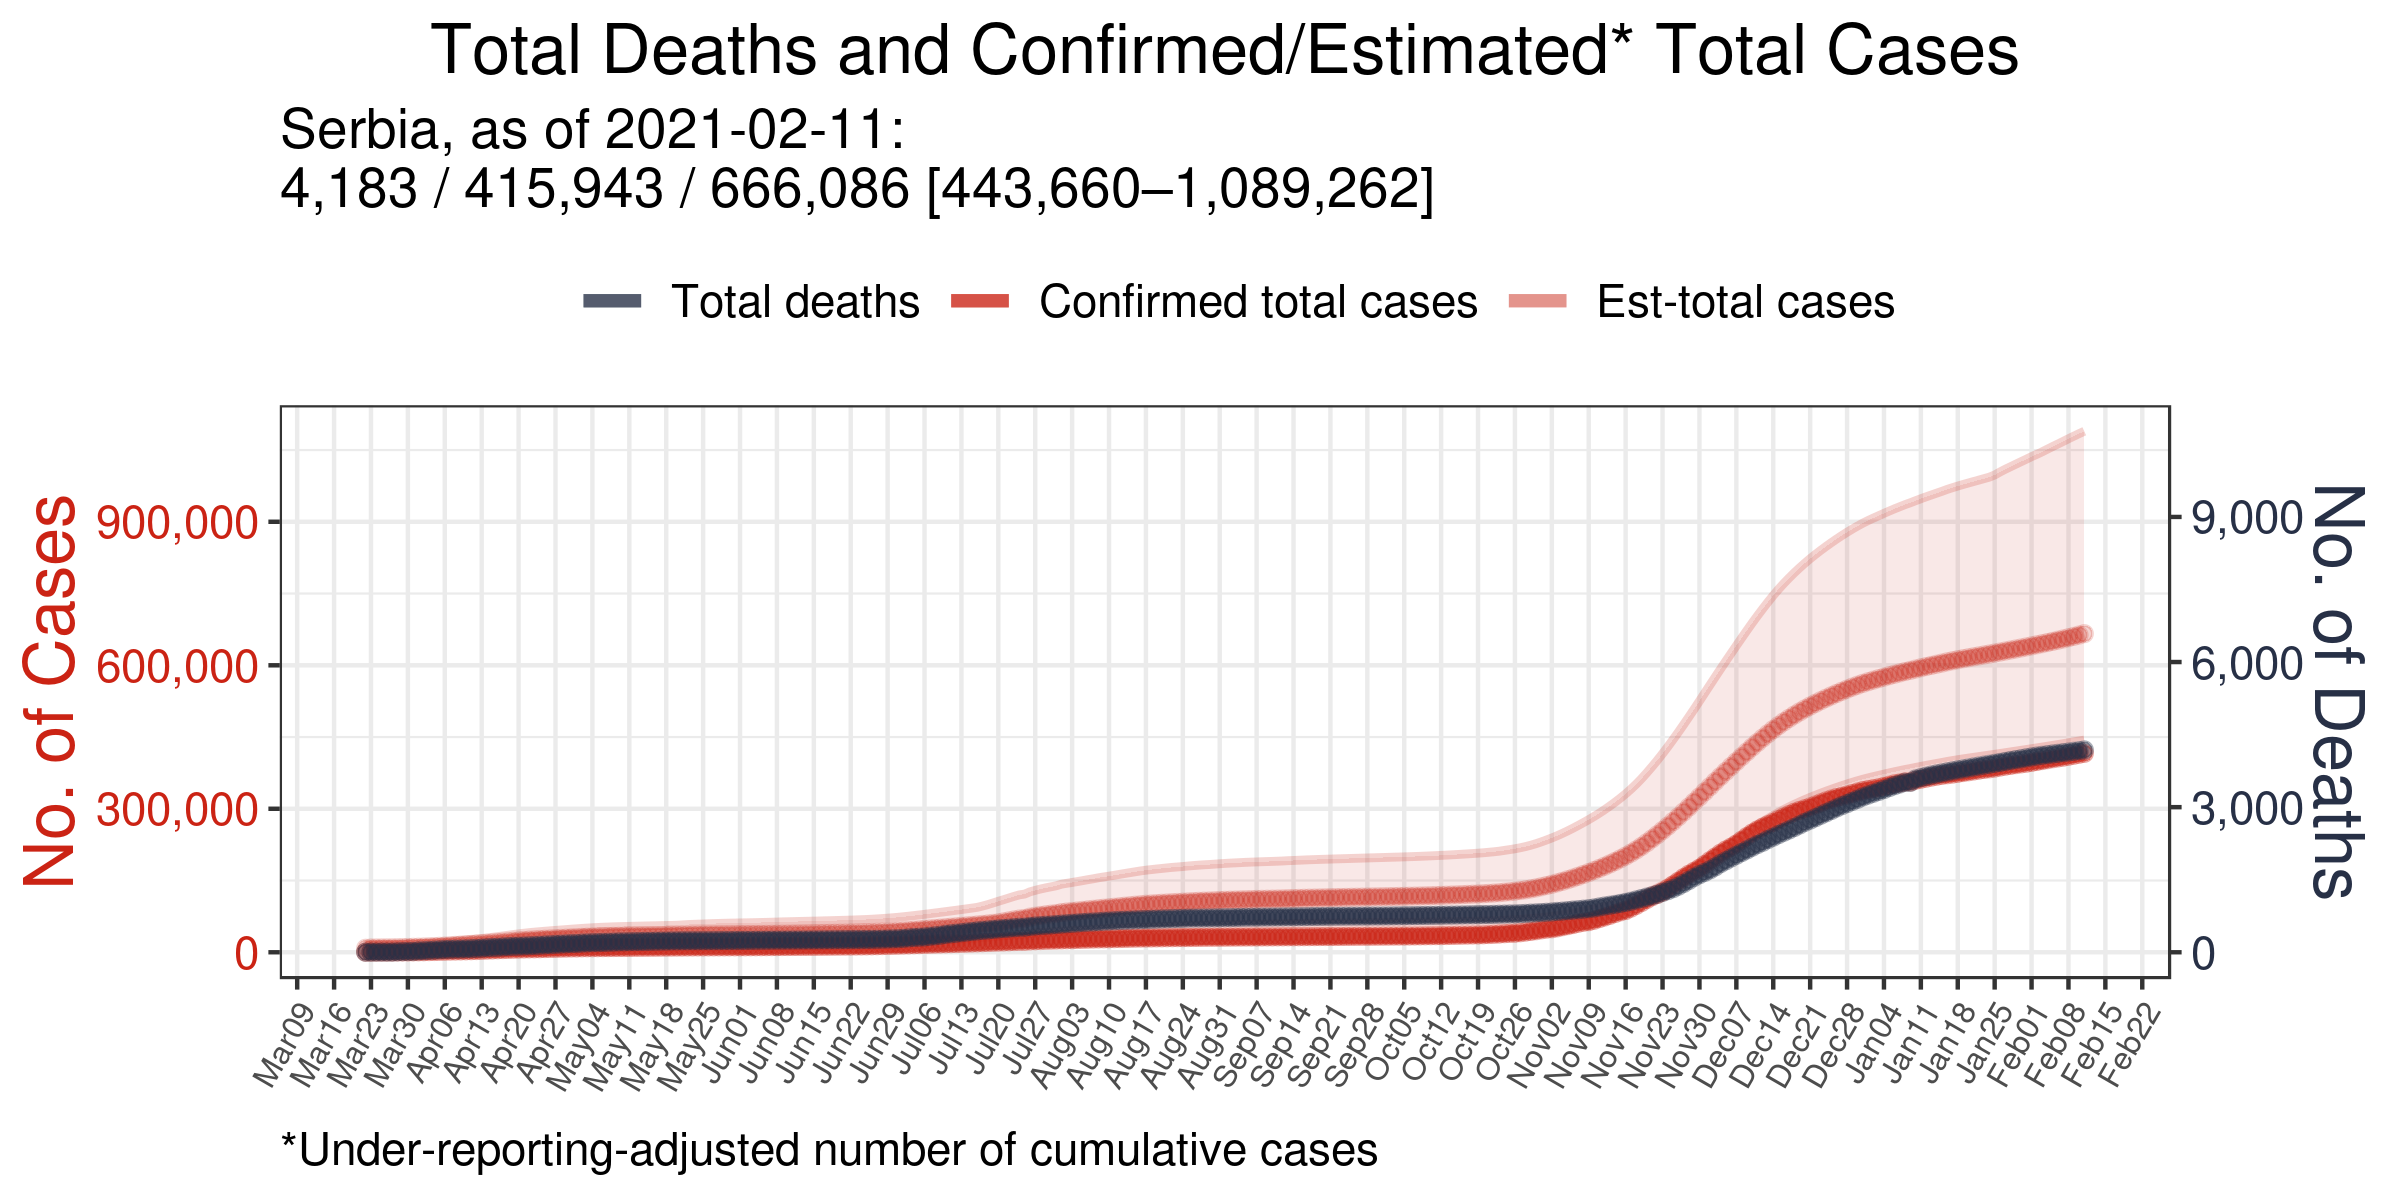 Total Deaths and Confirmed/Estimated* Total Cases
Serbia, as of 2021-02-11:
4,183 / 415,943 / 666,086 [443,660–1,089,262]
Total deaths
Confirmed total cases
Est-total cases
No. of Cases
900,000
600,000
300,000
0
9,000
6,000
3,000
0
No. of Deaths
Mar09
Mar16
Mar23
Mar30
Apr06
Apr13
Apr20
Apr27
May04
May11
May18
May25
Jun01
Jun08
Jun15
Jun22
Jun29
Jul06
Jul13
Jul20
Jul27
Aug03
Aug10
Aug17
Aug24
Aug31
Sep07
Sep14
Sep21
Sep28
Oct05
Oct12
Oct19
Oct26
Nov02
Nov09
Nov16
Nov23
Nov30
Dec07
Dec14
Dec21
Dec28
Jan04
Jan11
Jan18
Jan25
Feb01
Feb08
Feb15
Feb22
*Under-reporting-adjusted number of cumulative cases